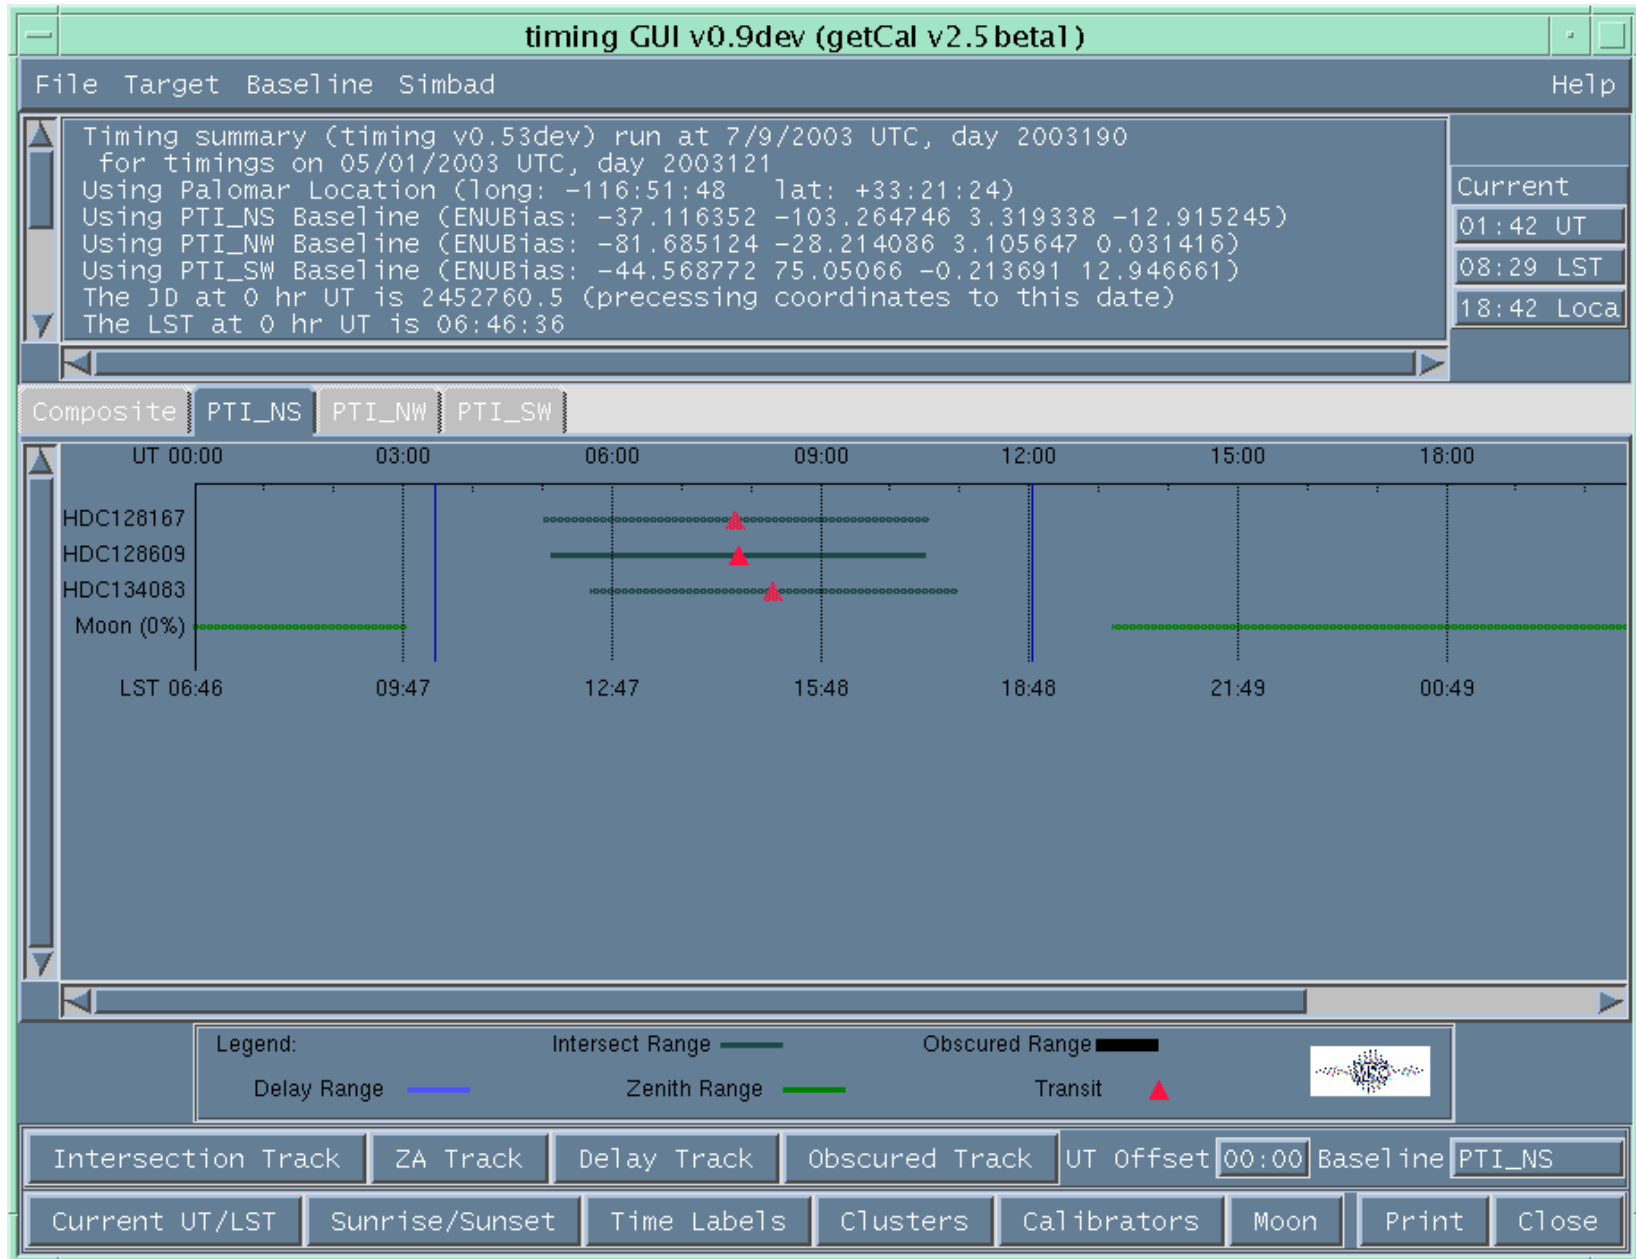 timing GUI v0.9dev (getCal v2.5beta1)
File Target Baseline Simbad Help
Timing summary (timing v0.53dev) run at 7/9/2003 UTC, day 2003190
for timings on 05/01/2003 UTC, day 2003121
Using Palomar Location (long: -116:51:48 lat: +33:21:24)
Using PTI_NS Baseline (ENUBias: -37.116352 -103.264746 3.319338 -12.915245)
Using PTI_NW Baseline (ENUBias: -81.685124 -28.214086 3.105647 0.031416)
Using PTI_SW Baseline (ENUBias: -44.568772 75.05066 -0.213691 12.946661)
The JD at 0 hr UT is 2452760.5 (precessing coordinates to this date)
The LST at 0 hr UT is 06:46:36
Current
01:42 UT
08:29 LST
18:42 Loca
Composite PTI_NS PTI_NW PTI_SW
UT 00:00 03:00 06:00 09:00 12:00 15:00 18:00
HDC128167
HDC128609
HDC134083
Moon (0%)
LST 06:46 09:47 12:47 15:48 18:48 21:49 00:49
Legend: Intersect Range Obscured Range
Delay Range Zenith Range Transit
Intersection Track ZA Track Delay Track Obscured Track UT Offset 00:00 Baseline PTI_NS
Current UT/LST Sunrise/Sunset Time Labels Clusters Calibrators Moon Print Close